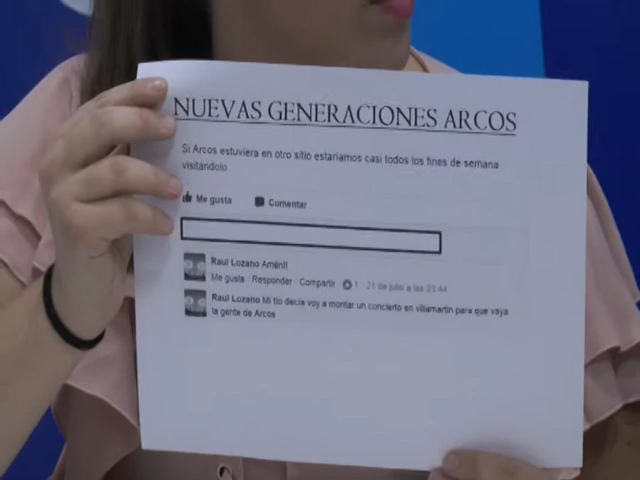 NUEVAS GENERACIONES ARCOS
Si Arcos estuviera en otro sitio estaríamos casi todos los fines de semana
visitándolo.
Me gusta Comentar
Raul Lozano Amén!!
Me gusta · Responder · Compartir 1 · 21 de julio a las 23:44
Raul Lozano Mi tio decía voy a montar un concierto en villamartin para que vaya
la gente de Arcos